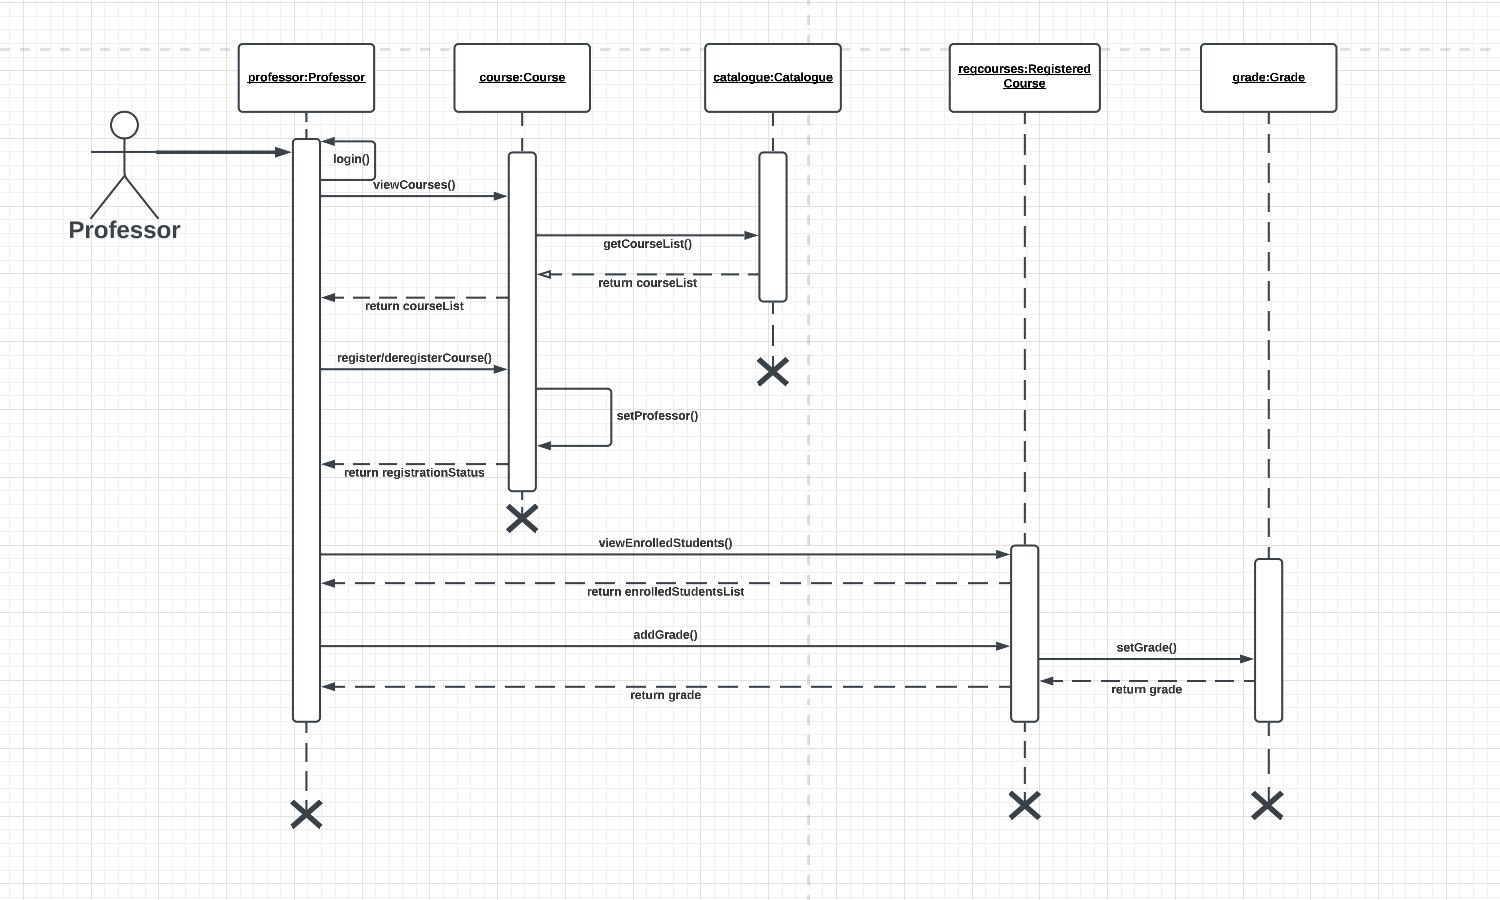 professor:Professor
course:Course
catalogue:Catalogue
regcourses:Registered
Course
grade:Grade
login()
viewCourses()
Professor
getCourseList()
return courseList
return courseList
register/deregisterCourse()
setProfessor()
return registrationStatus
viewEnrolledStudents()
return enrolledStudentsList
addGrade()
setGrade()
return grade
return grade